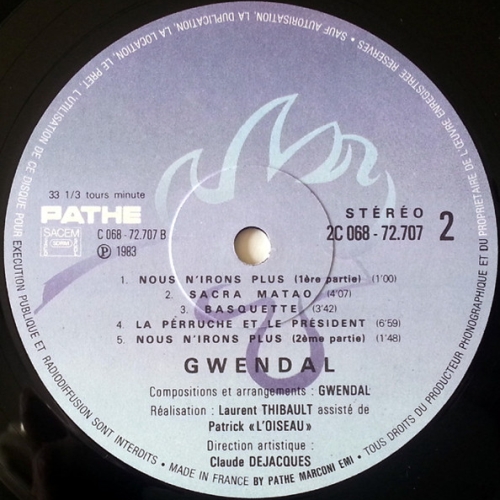 SAUF AUTORISATION, LA DUPLICATION, LA LOCATION, LE PRET, L'UTILISATION DE CE DISQUE POUR EXECUTION PUBLIQUE ET RADIODIFFUSION SONT INTERDITS • MADE IN FRANCE BY PATHE MARCONI EMI • TOUS DROITS DU PRODUCTEUR PHONOGRAPHIQUE ET DU PROPRIETAIRE DE L'ŒUVRE ENREGISTREE RESERVES •
33 1/3 tours minute
PATHE
SACEM
C 068 - 72.707 B
℗ 1983
STÉRÉO
2C 068 - 72.707
2
1. NOUS N'IRONS PLUS (1ère partie) (1'00)
2. SACRA MATAO (4'07)
3. BASQUETTE (3'42)
4. LA PÉRRUCHE ET LE PRÉSIDENT (6'59)
5. NOUS N'IRONS PLUS (2ème partie) (1'48)
GWENDAL
Compositions et arrangements : GWENDAL
Réalisation : Laurent THIBAULT assisté de
Patrick « L'OISEAU »
Direction artistique :
Claude DEJACQUES